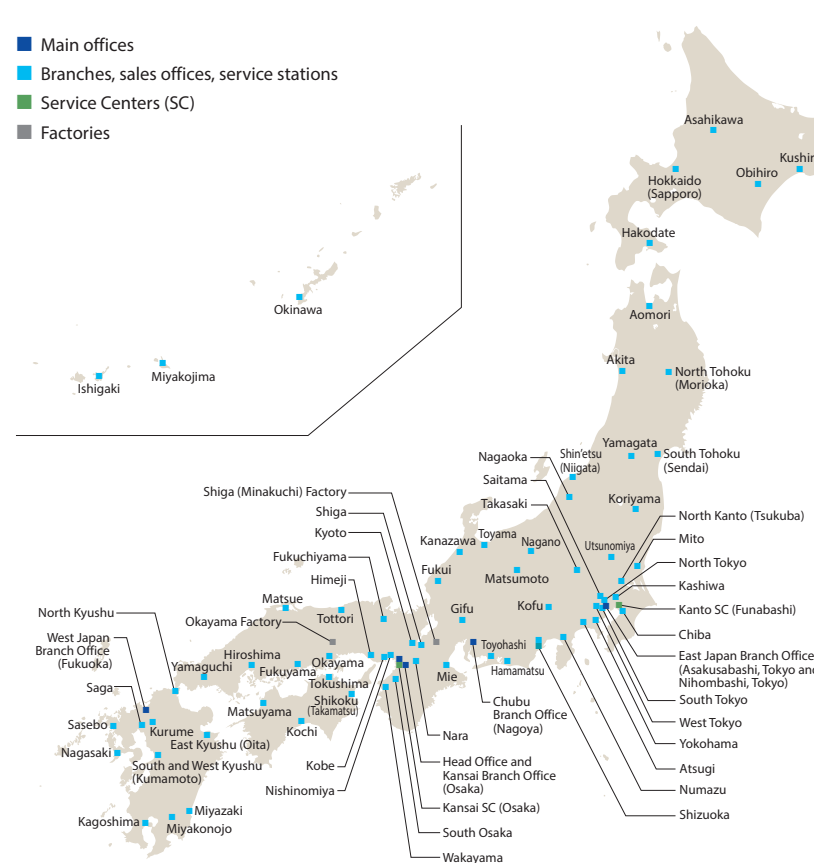 Main offices
Branches, sales offices, service stations
Service Centers (SC)
Factories
Asahikawa
Kushir
Obihiro
Hokkaido
(Sapporo)
Hakodate
Okinawa
Aomori
Miyakojima
Ishigaki
Akita
North Tohoku
(Morioka)
Yamagata
South Tohoku
(Sendai)
Nagaoka
Shin'etsu
(Niigata)
Saitama
Shiga (Minakuchi) Factory
Takasaki
Koriyama
Shiga
North Kanto (Tsukuba)
Kyoto
Kanazawa
Toyama
Nagano
Utsunomiya
Mito
Fukuchiyama
North Tokyo
Himeji
Fukui
Matsumoto
Kashiwa
Matsue
North Kyushu
Tottori
Gifu
Kofu
Kanto SC (Funabashi)
Okayama Factory
Chiba
West Japan
Branch Office
(Fukuoka)
Hiroshima
Yamaguchi
Fukuyama
Okayama
Toyohashi
Hamamatsu
Mie
East Japan Branch Office
(Asakusabashi, Tokyo and
Nihombashi, Tokyo)
Saga
Tokushima
Shikoku
(Takamatsu)
Matsuyama
Kochi
Chubu
Branch Office
(Nagoya)
South Tokyo
Sasebo
Kurume
East Kyushu (Oita)
West Tokyo
Nagasaki
South and West Kyushu
(Kumamoto)
Nara
Yokohama
Kobe
Head Office and
Kansai Branch Office
(Osaka)
Atsugi
Nishinomiya
Numazu
Kansai SC (Osaka)
Miyazaki
Kagoshima
Miyakonojo
Shizuoka
South Osaka
Wakayama